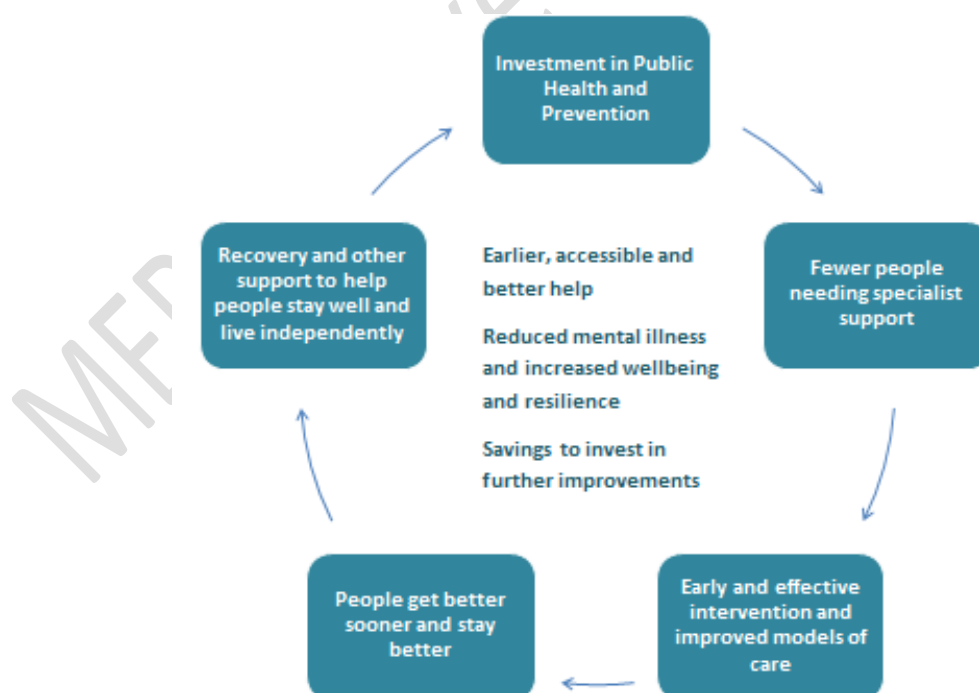 Investment in Public
Health and
Prevention
Recovery and other
support to help
people stay well and
live independently
Earlier, accessible and
better help
Reduced mental illness
and increased wellbeing
and resilience
Savings to invest in
further improvements
Fewer people
needing specialist
support
People get better
sooner and stay
better
Early and effective
intervention and
improved models of
care